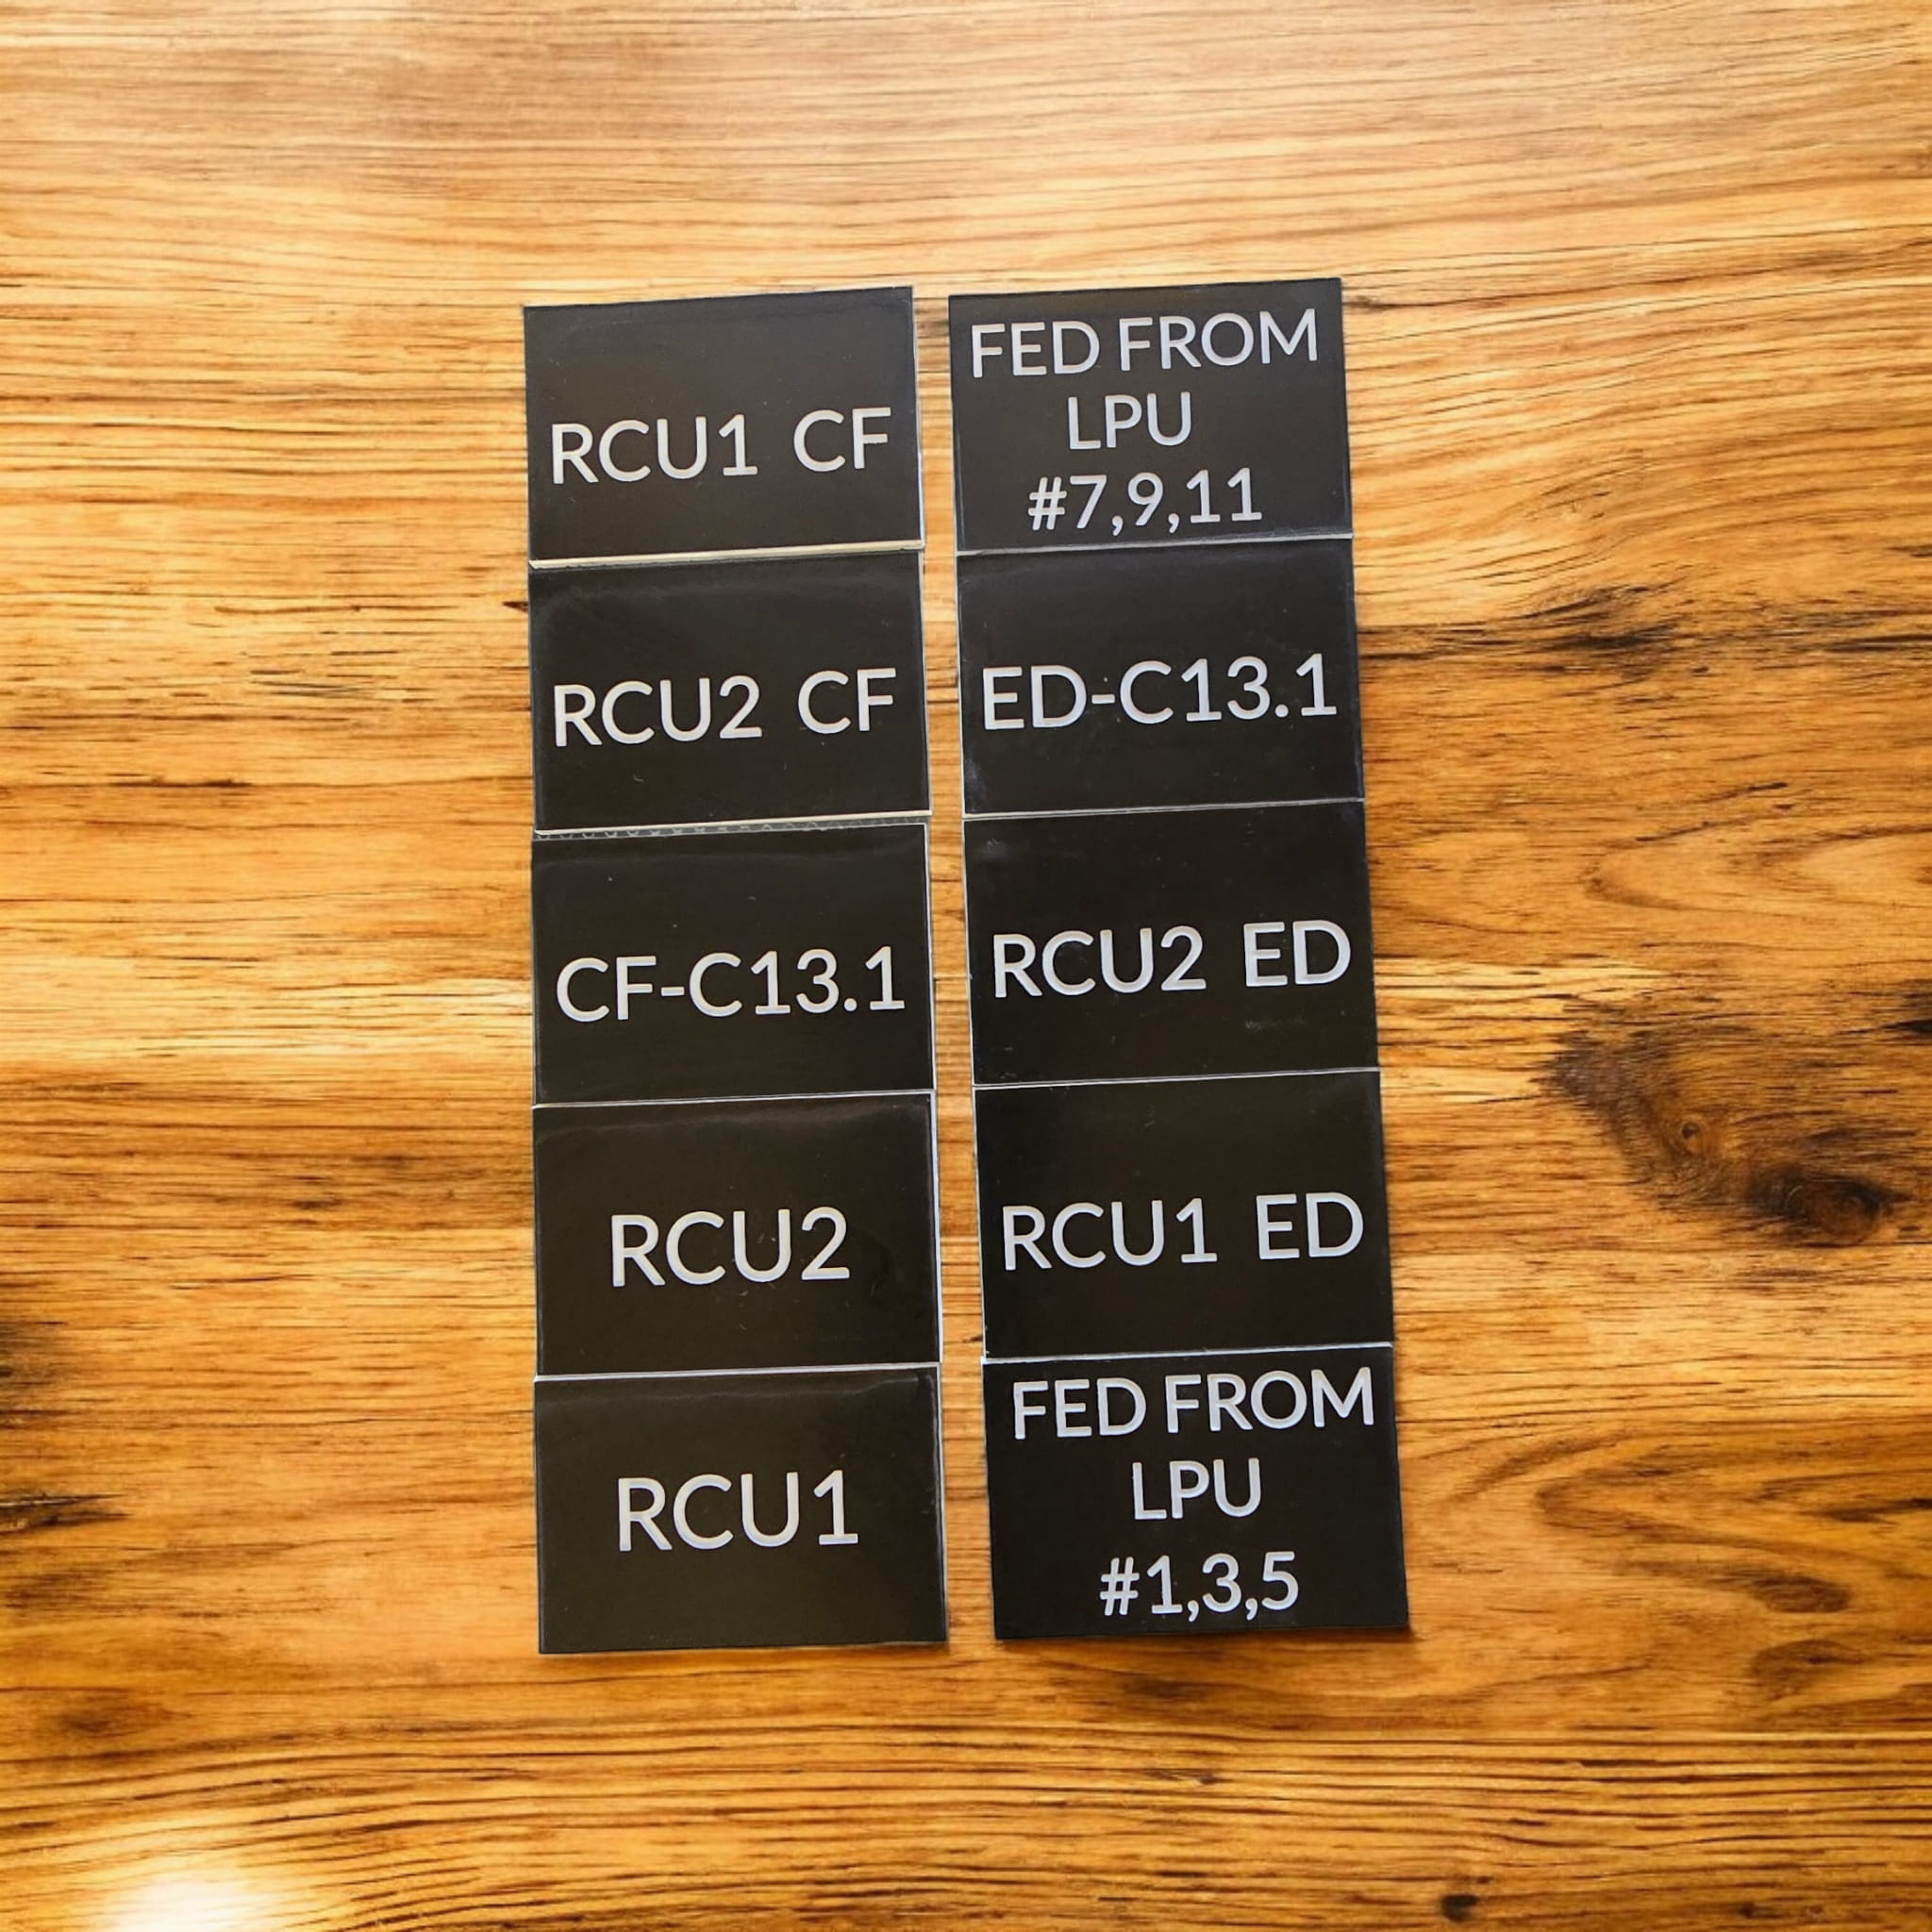 RCU1 CF
RCU2 CF
CF-C13.1
RCU2
RCU1
FED FROM
LPU
#7,9,11
ED-C13.1
RCU2 ED
RCU1 ED
FED FROM
LPU
#1,3,5